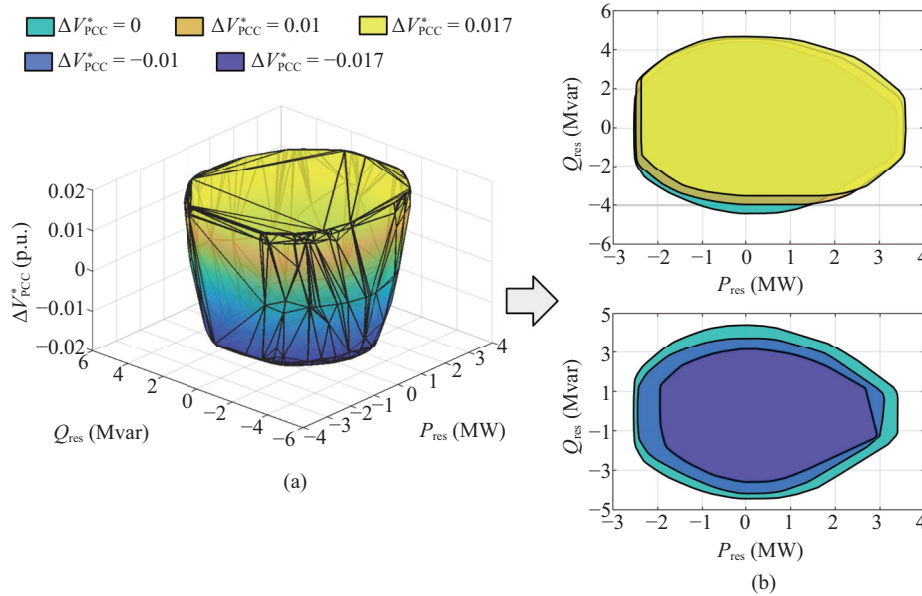 ΔV*PCC = 0 ΔV*PCC = 0.01 ΔV*PCC = 0.017
ΔV*PCC = −0.01 ΔV*PCC = −0.017
ΔV*PCC (p.u.)
0.02
0.01
0
−0.01
−0.02
6 4 2 0 −2 −4 −6
Qres (Mvar)
−4 −3 −2 −1 0 1 2 3 4
Pres (MW)
(a)
Qres (Mvar)
6
4
2
0
−2
−4
−6
−3 −2 −1 0 1 2 3 4
Pres (MW)
Qres (Mvar)
5
3
1
−1
−3
−5
−3 −2 −1 0 1 2 3 4
Pres (MW)
(b)